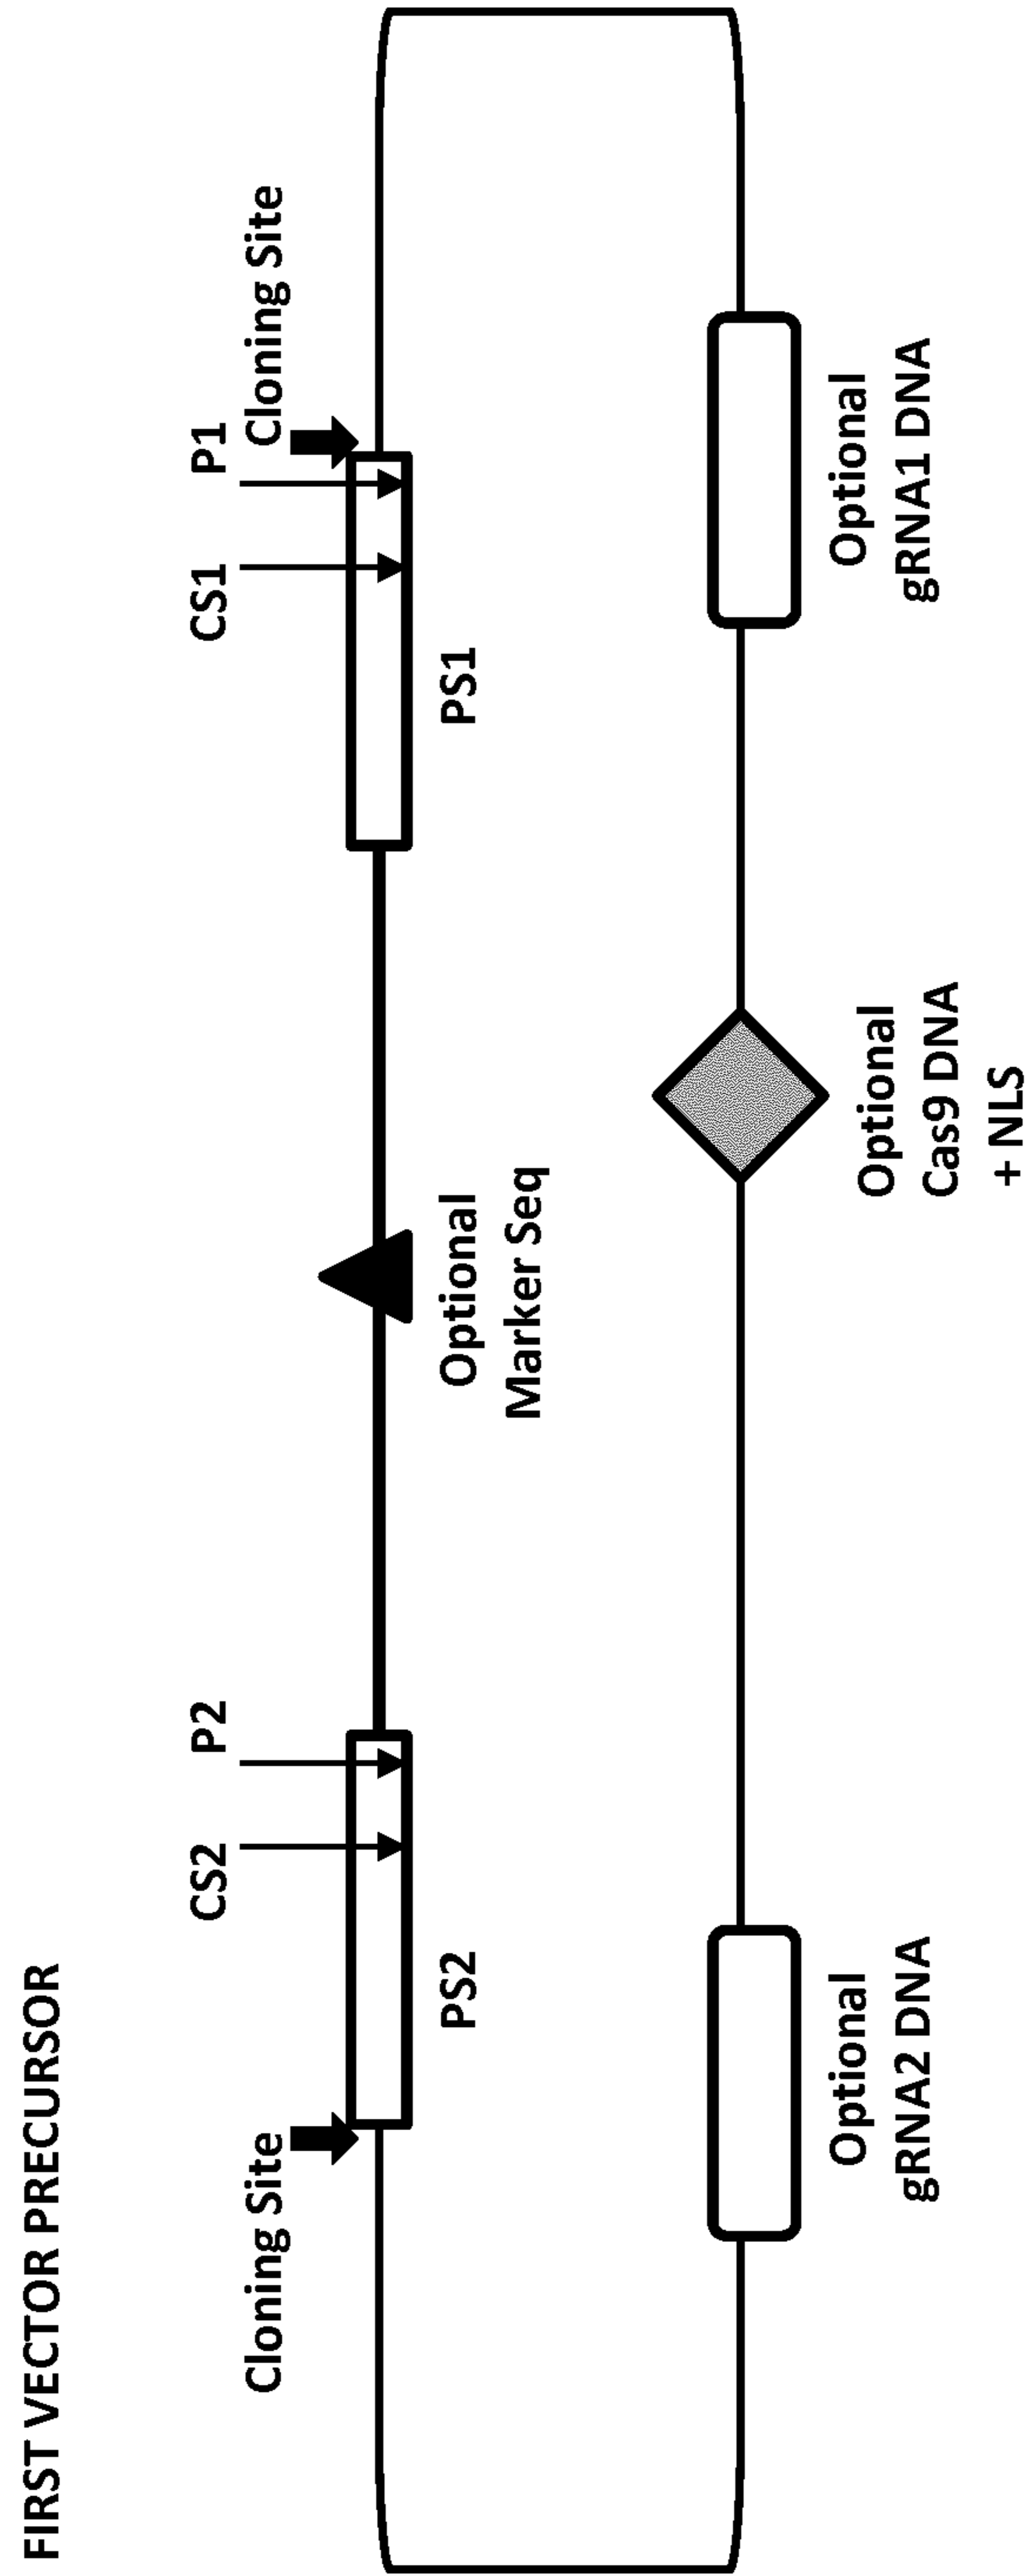 FIRST VECTOR PRECURSOR
CS2
P2
CS1
P1
Cloning Site
Cloning Site
PS2
Optional
Marker Seq
PS1
Optional
gRNA2 DNA
Optional
Cas9 DNA
+ NLS
Optional
gRNA1 DNA